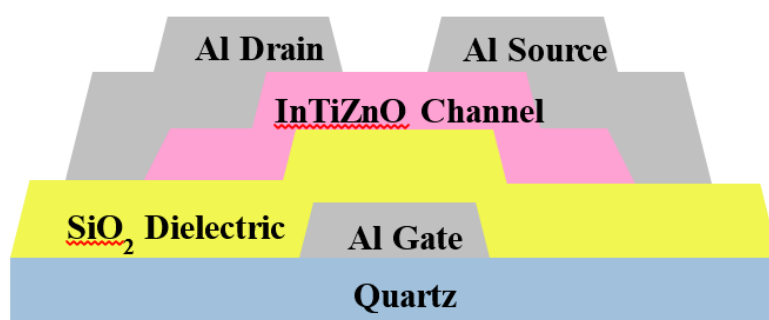 Al Drain
Al Source
InTiZnO Channel
SiO₂ Dielectric
Al Gate
Quartz